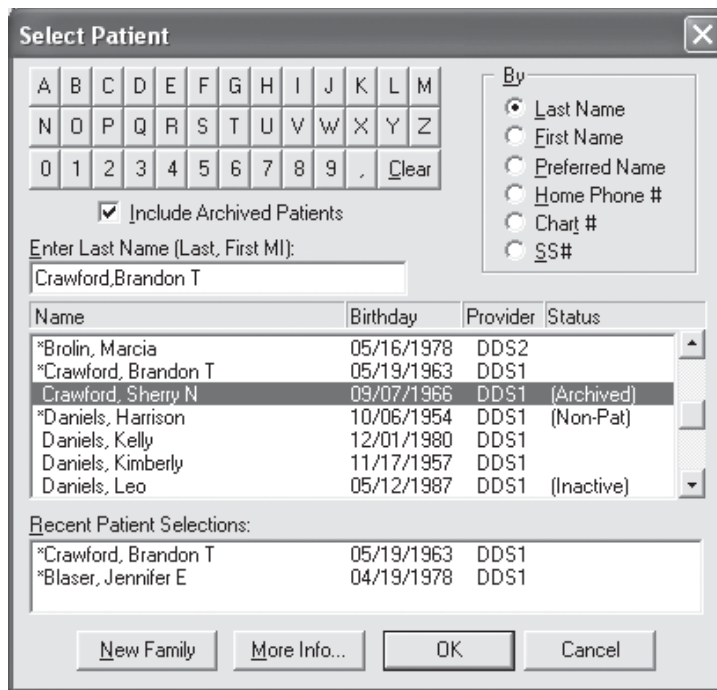 Select Patient
A B C D E F G H I J K L M
N O P Q R S T U V W X Y Z
0 1 2 3 4 5 6 7 8 9 , Clear
Include Archived Patients
By
Last Name
First Name
Preferred Name
Home Phone #
Chart #
SS#
Enter Last Name (Last, First MI):
Crawford,Brandon T
Name Birthday Provider Status
*Brolin, Marcia 05/16/1978 DDS2
*Crawford, Brandon T 05/19/1963 DDS1
Crawford, Sherry N 09/07/1966 DDS1 (Archived)
*Daniels, Harrison 10/06/1954 DDS1 (Non-Pat)
Daniels, Kelly 12/01/1980 DDS1
Daniels, Kimberly 11/17/1957 DDS1
Daniels, Leo 05/12/1987 DDS1 (Inactive)
Recent Patient Selections:
*Crawford, Brandon T 05/19/1963 DDS1
*Blaser, Jennifer E 04/19/1978 DDS1
New Family More Info... OK Cancel